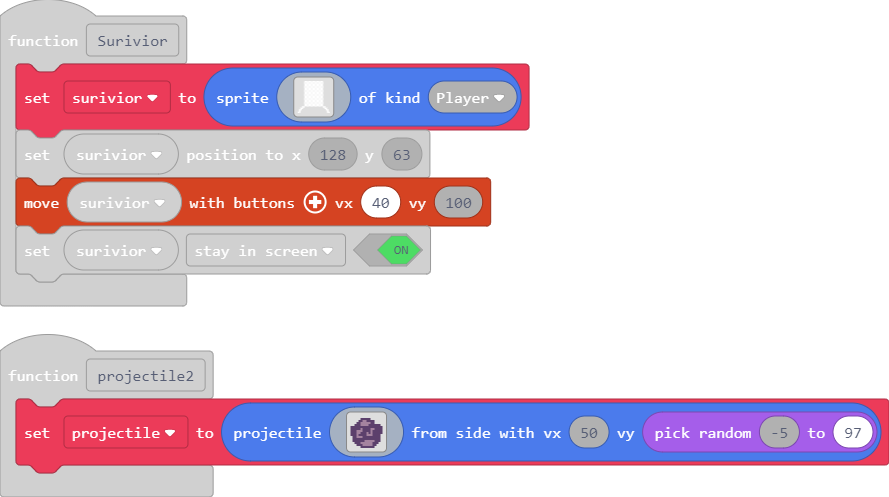 function Surivior
set surivior to sprite of kind Player
set surivior position to x 128 y 63
move surivior with buttons vx 40 vy 100
set surivior stay in screen ON
function projectile2
set projectile to projectile from side with vx 50 vy pick random -5 to 97